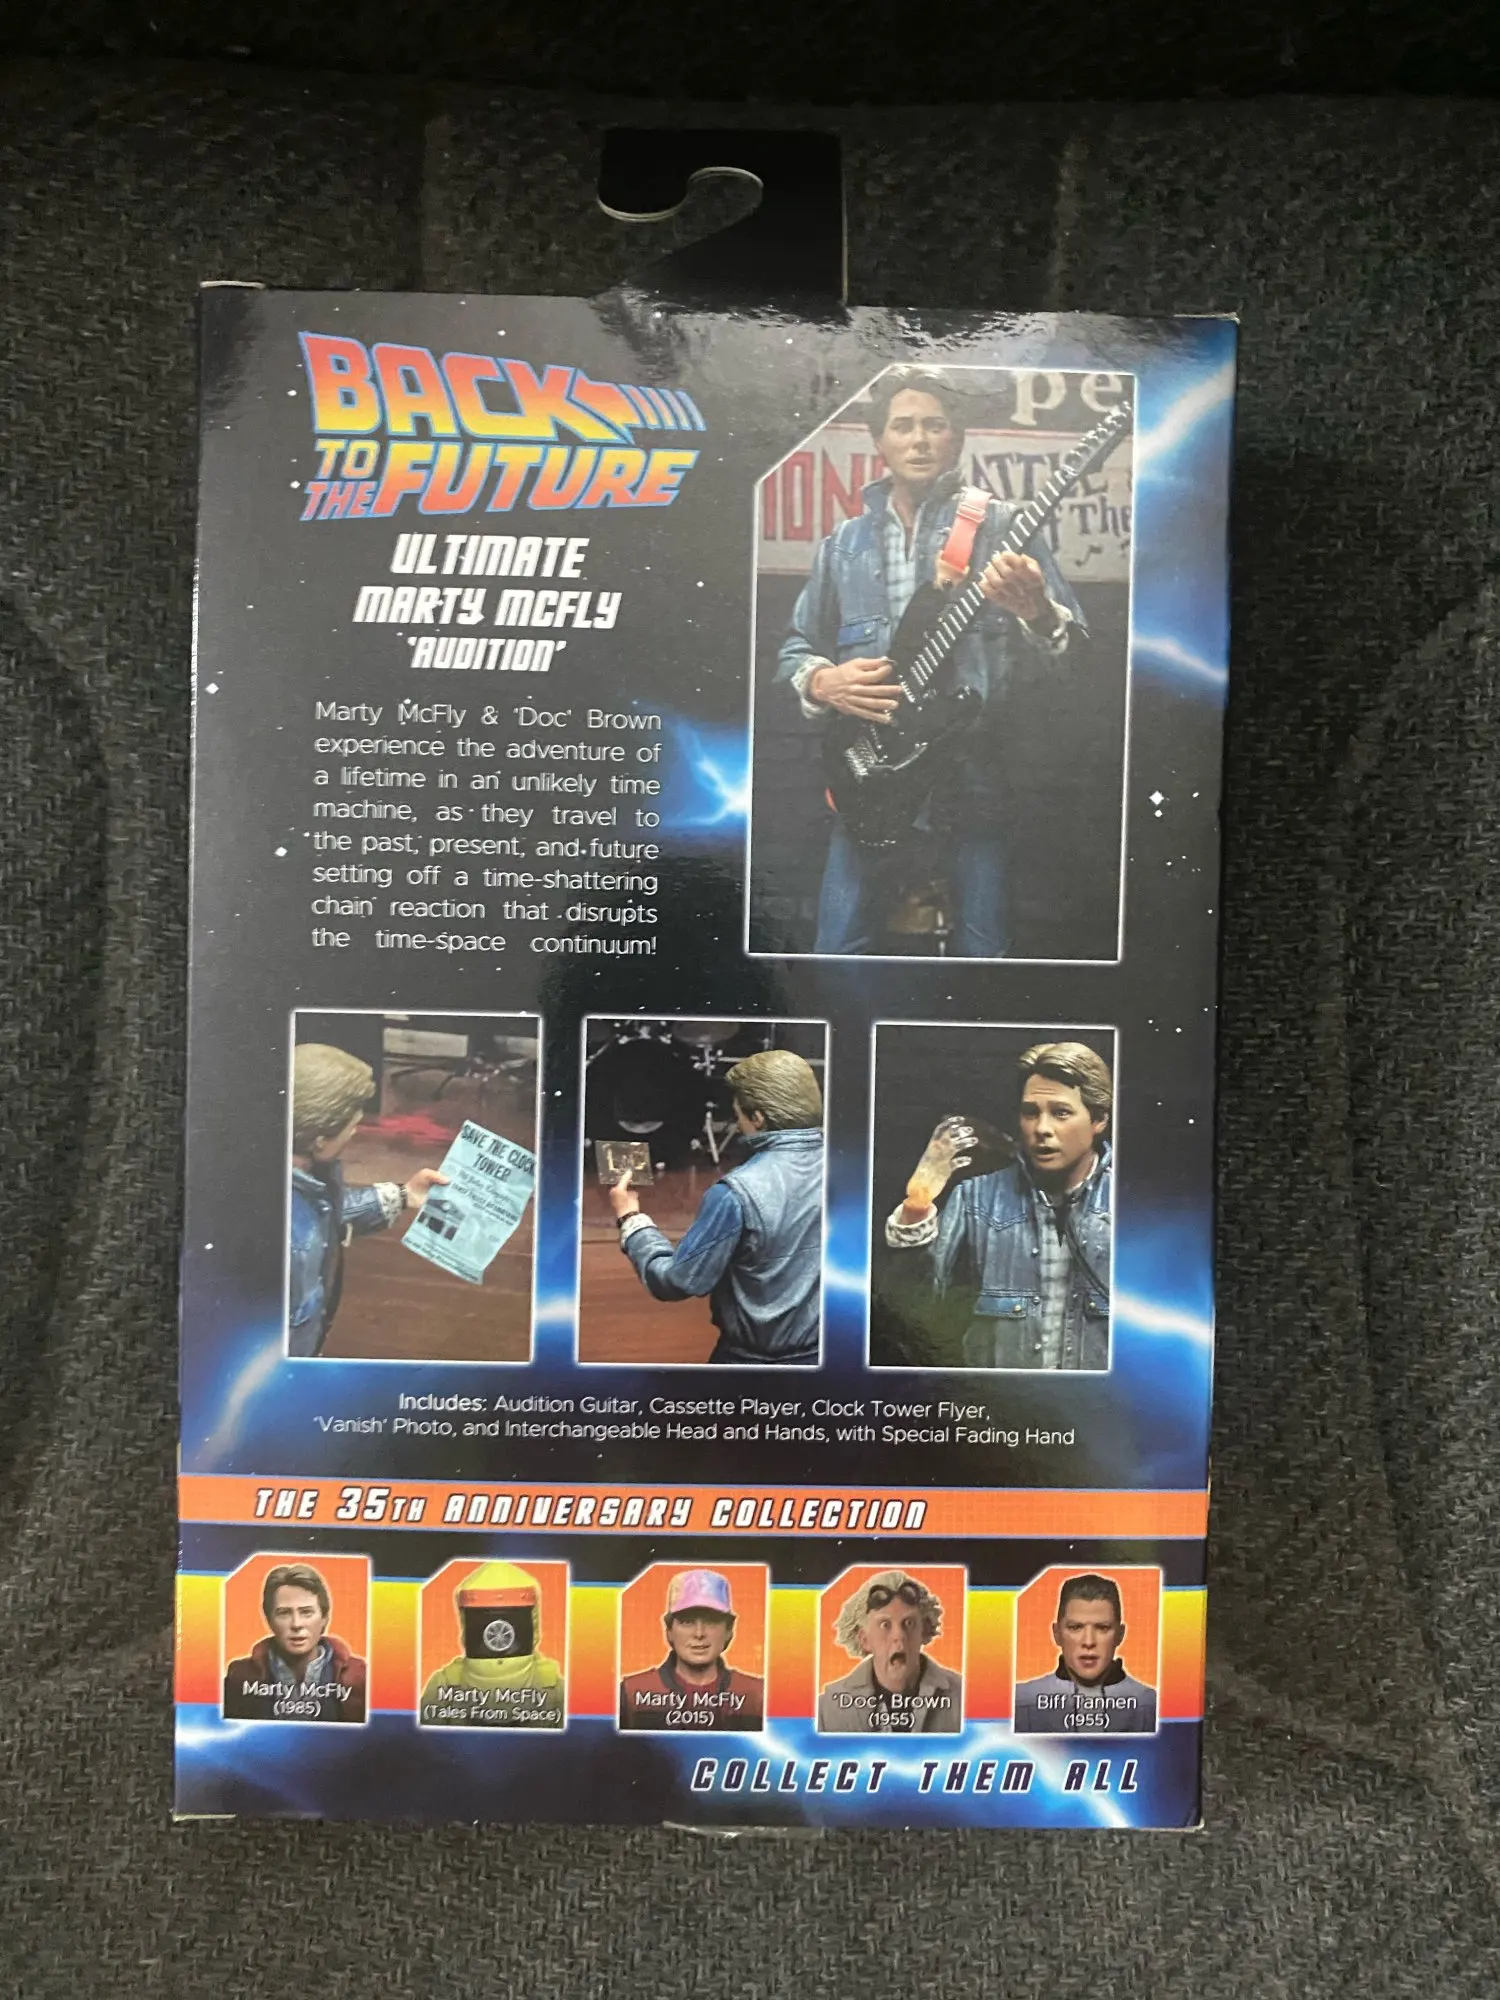 BACK
TO
THE FUTURE
ULTIMATE
MARTY MCFLY
'AUDITION'
Marty McFly & 'Doc' Brown
experience the adventure of
a lifetime in an unlikely time
machine, as they travel to
the past, present, and future
setting off a time-shattering
chain reaction that disrupts
the time-space continuum!
pe
ION
ATTL
f The
SAVE THE CLOCK
TOWER
Includes: Audition Guitar, Cassette Player, Clock Tower Flyer,
'Vanish' Photo, and Interchangeable Head and Hands, with Special Fading Hand
THE 35TH ANNIVERSARY COLLECTION
Marty McFly
(1985)
Marty McFly
(Tales From Space)
Marty McFly
(2015)
'Doc' Brown
(1955)
Biff Tannen
(1955)
COLLECT THEM ALL